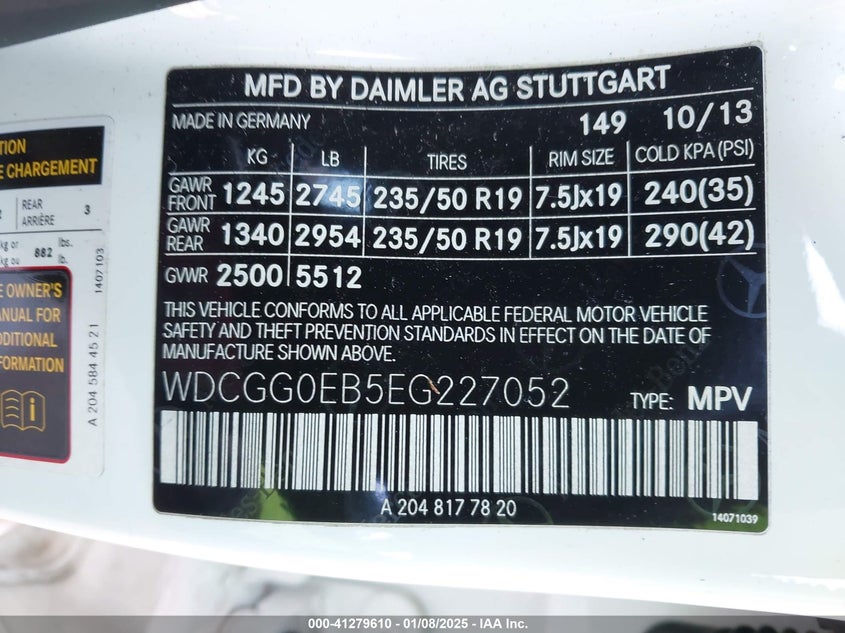 MFD BY DAIMLER AG STUTTGART
MADE IN GERMANY 149 10/13
KG LB TIRES RIM SIZE COLD KPA(PSI)
GAWR FRONT 1245 2745 235/50 R19 7.5Jx19 240(35)
GAWR REAR 1340 2954 235/50 R19 7.5Jx19 290(42)
GVWR 2500 5512
THIS VEHICLE CONFORMS TO ALL APPLICABLE FEDERAL MOTOR VEHICLE
SAFETY AND THEFT PREVENTION STANDARDS IN EFFECT ON THE DATE OF
MANUFACTURE SHOWN ABOVE.
WDCGG0EB5EG227052 TYPE: MPV
A 204 817 78 20
14071039
CHARGEMENT
REAR
ARRIÈRE 3
kg or 882 lbs.
kg ou lb.
1407103
OWNER'S
FOR
A 204 584 45 21
000-41279610 - 01/08/2025 - IAA Inc.